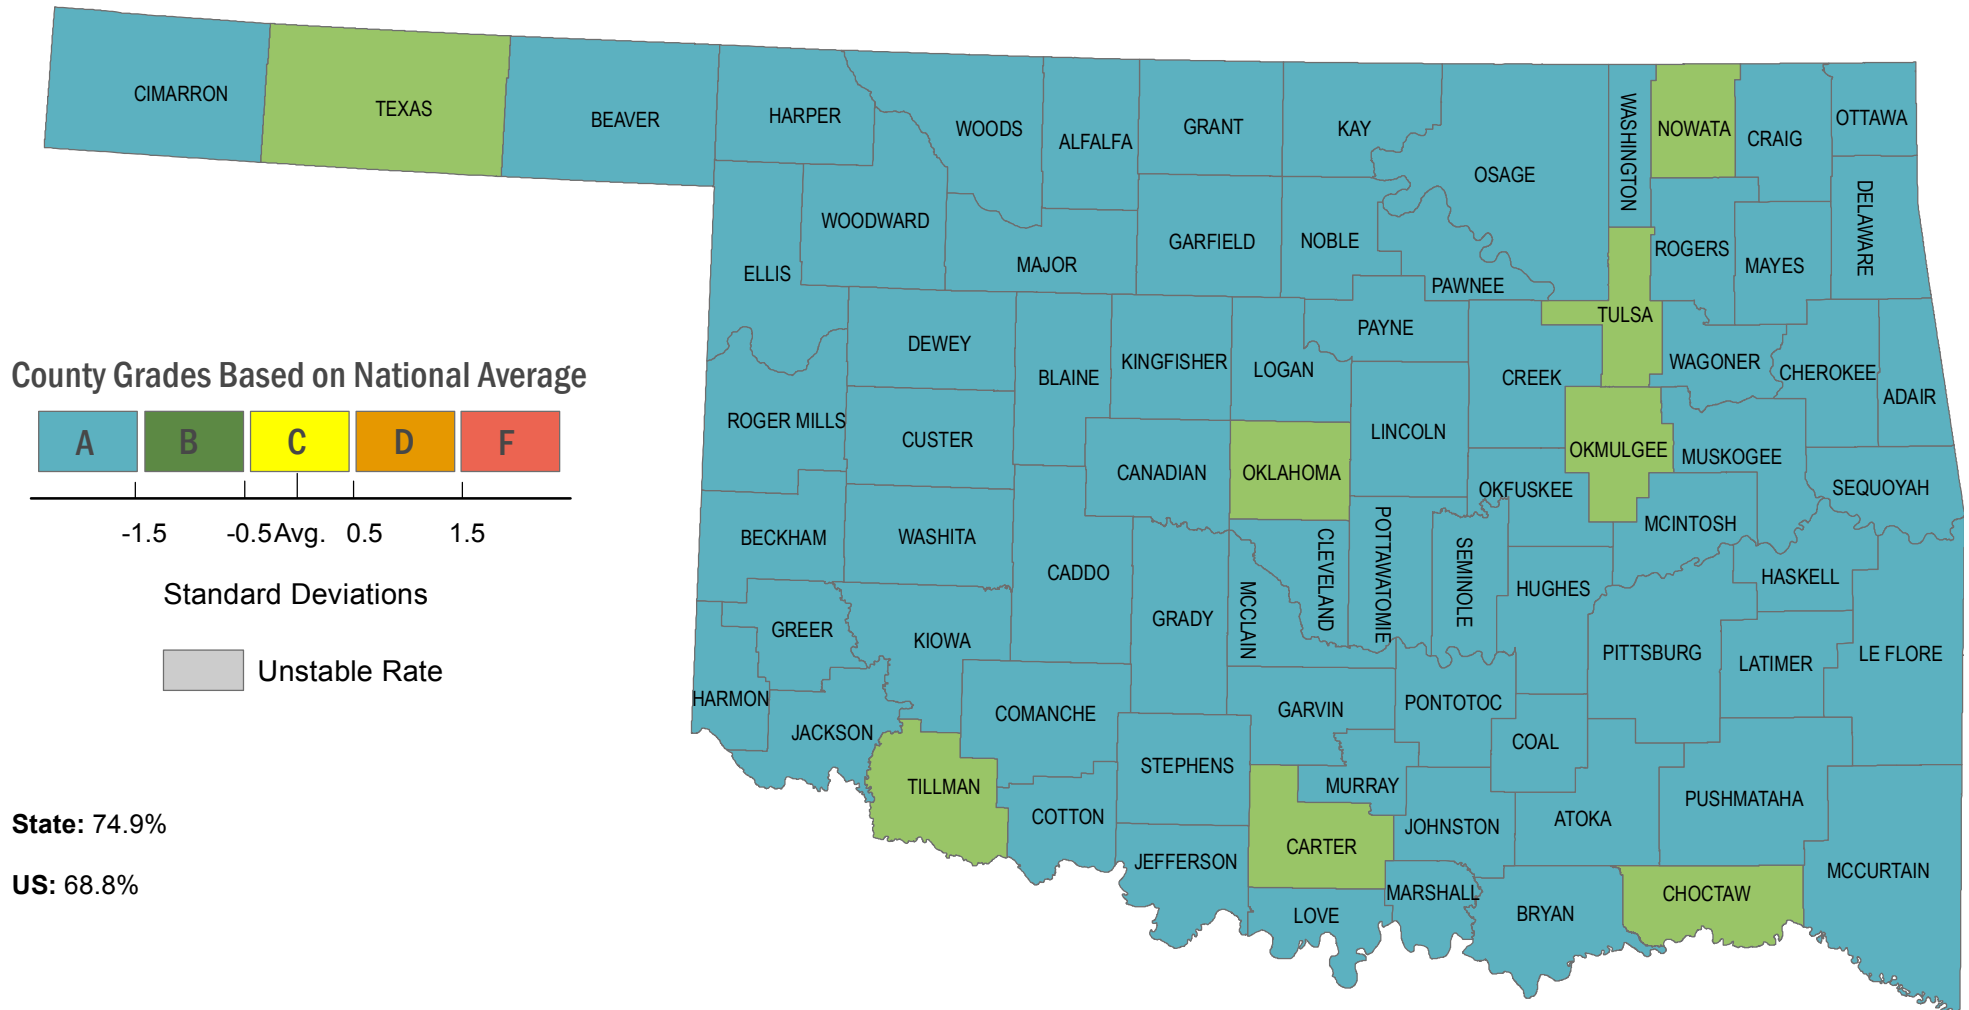 CIMARRON
TEXAS
BEAVER
HARPER
WOODS
ALFALFA
GRANT
KAY
OSAGE
WASHINGTON
NOWATA
CRAIG
OTTAWA
DELAWARE
WOODWARD
ELLIS
MAJOR
GARFIELD
NOBLE
PAWNEE
ROGERS
MAYES
TULSA
DEWEY
BLAINE
KINGFISHER
LOGAN
PAYNE
CREEK
WAGONER
CHEROKEE
ADAIR
County Grades Based on National Average
A B C D F
-1.5 -0.5 Avg. 0.5 1.5
Standard Deviations
Unstable Rate
ROGER MILLS
CUSTER
CANADIAN
OKLAHOMA
LINCOLN
OKMULGEE
MUSKOGEE
OKFUSKEE
SEQUOYAH
MCINTOSH
BECKHAM
WASHITA
CADDO
GRADY
MCCLAIN
CLEVELAND
POTTAWATOMIE
SEMINOLE
HUGHES
HASKELL
GREER
KIOWA
PITTSBURG
LATIMER
LE FLORE
HARMON
JACKSON
COMANCHE
GARVIN
PONTOTOC
COAL
STEPHENS
MURRAY
TILLMAN
COTTON
CARTER
JOHNSTON
ATOKA
PUSHMATAHA
JEFFERSON
LOVE
MARSHALL
BRYAN
CHOCTAW
MCCURTAIN
State: 74.9%
US: 68.8%